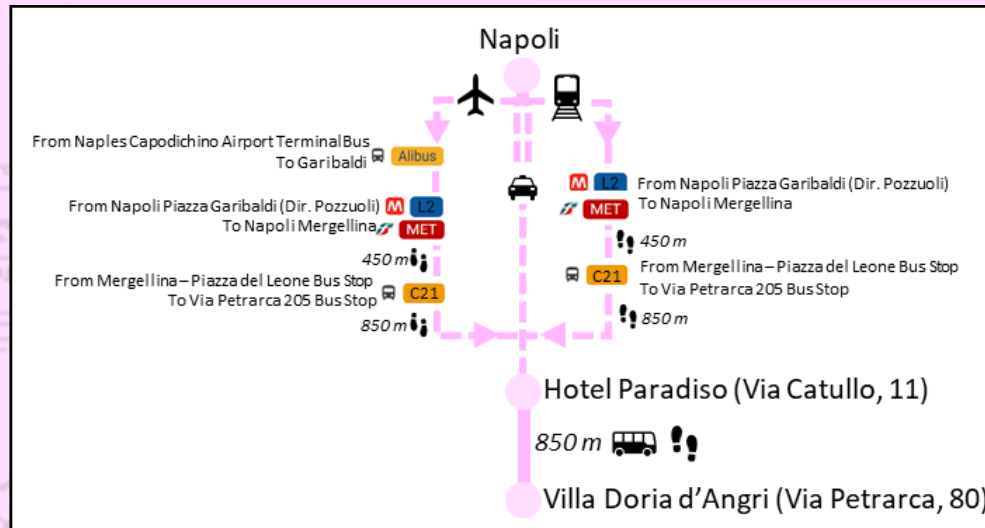 Napoli
From Naples Capodichino Airport Terminal Bus
To Garibaldi
Alibus
From Napoli Piazza Garibaldi (Dir. Pozzuoli)
M L2
To Napoli Mergellina
MET
450 m
From Mergellina – Piazza del Leone Bus Stop
To Via Petrarca 205 Bus Stop
C21
850 m
M L2
From Napoli Piazza Garibaldi (Dir. Pozzuoli)
MET
To Napoli Mergellina
450 m
C21
From Mergellina – Piazza del Leone Bus Stop
To Via Petrarca 205 Bus Stop
850 m
Hotel Paradiso (Via Catullo, 11)
850 m
Villa Doria d’Angri (Via Petrarca, 80)